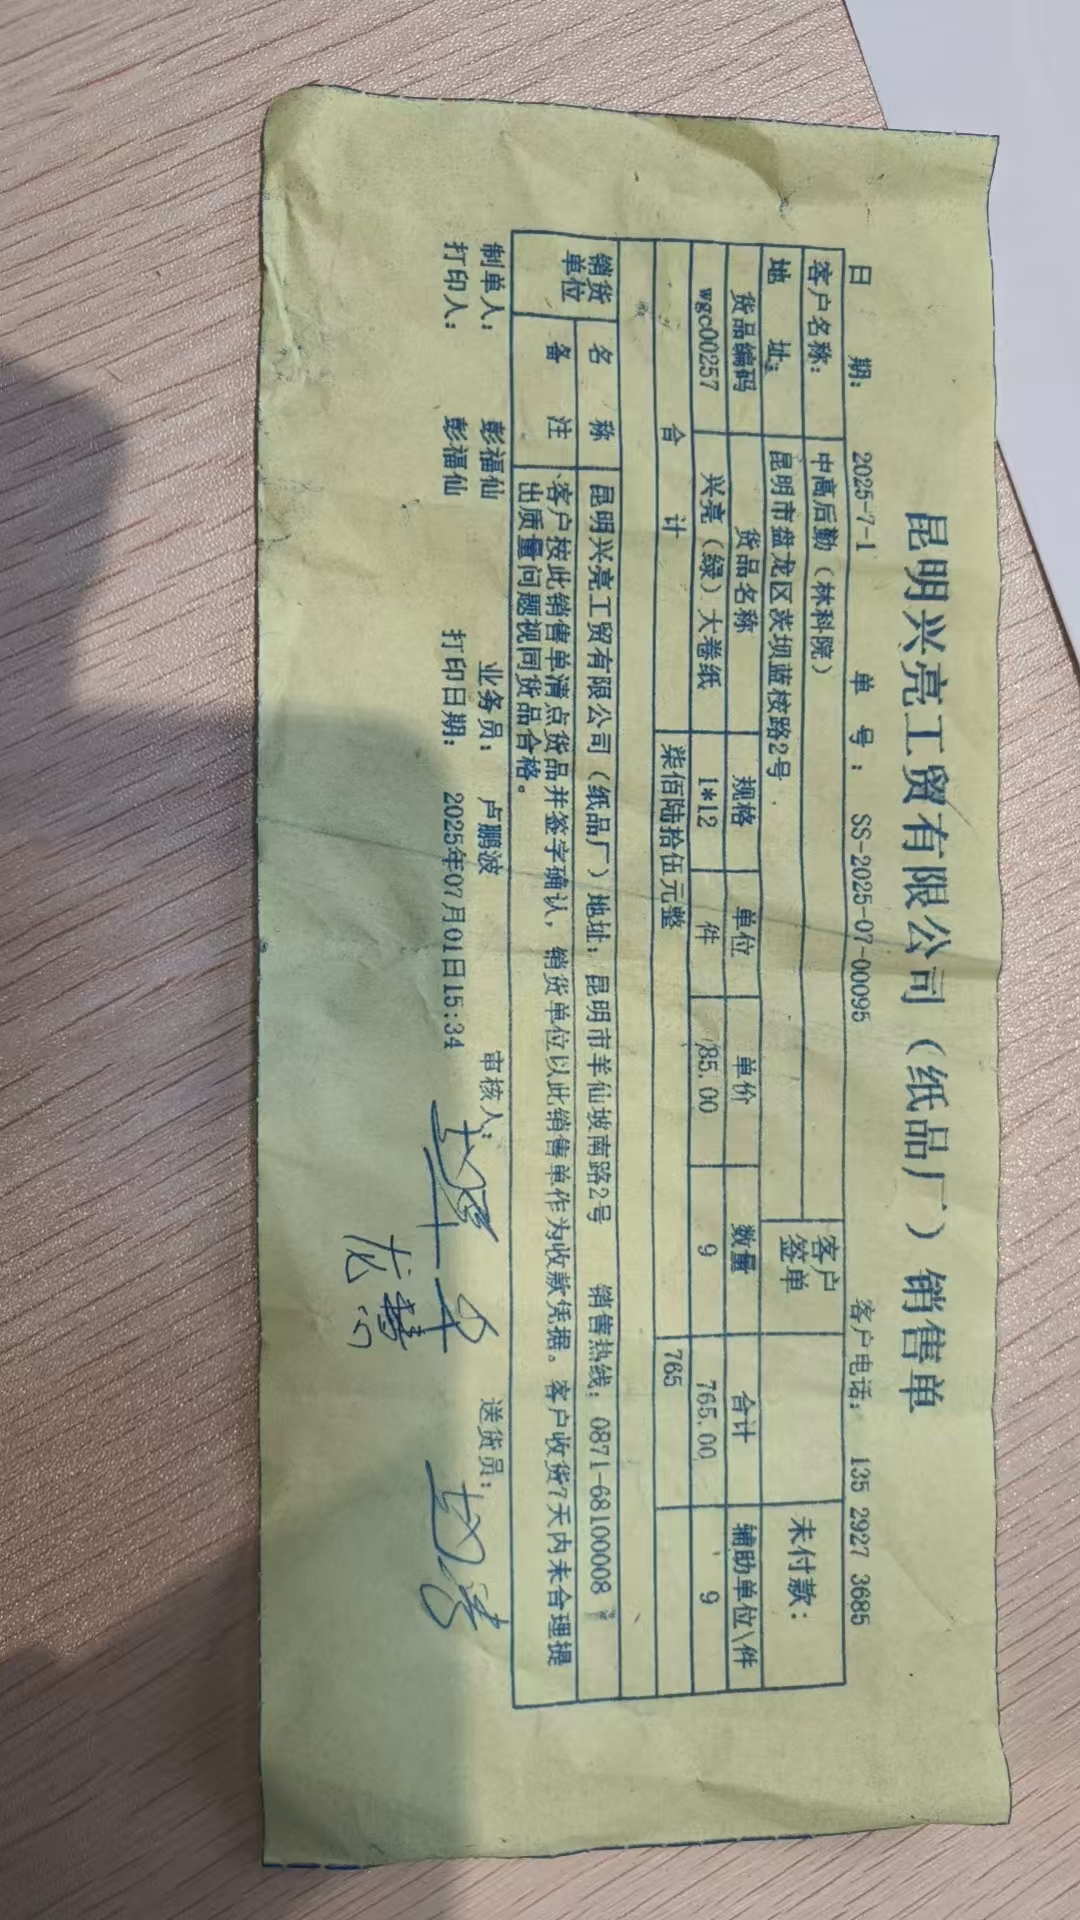 昆明兴亮工贸有限公司（纸品厂）销售单
日 期： 2025-7-1 单 号： SS-2025-07-00095 客户电话： 135 2927 3685
客户名称： 中高后勤（林科院） 客户签单 未付款：
地 址： 昆明市盘龙区茨坝蓝桉路2号
货品编码 货品名称 规格 单位 单价 数量 合计 辅助单位\件
wgc00257 兴亮（绿）大卷纸 1*12 件 85.00 9 765.00 9
合 计 柒佰陆拾伍元整 765
销货单位 名 称 昆明兴亮工贸有限公司（纸品厂）地址：昆明市羊仙坡南路2号 销售热线：0871-68100008
备 注 客户按此销售单清点货品并签字确认，销货单位以此销售单作为收款凭据。客户收货7天内未合理提
出质量问题视同货品合格。
制单人： 彭福仙 业务员： 卢鹏波 审核人： 送货员：
打印人： 彭福仙 打印日期： 2025年07月01日15:34